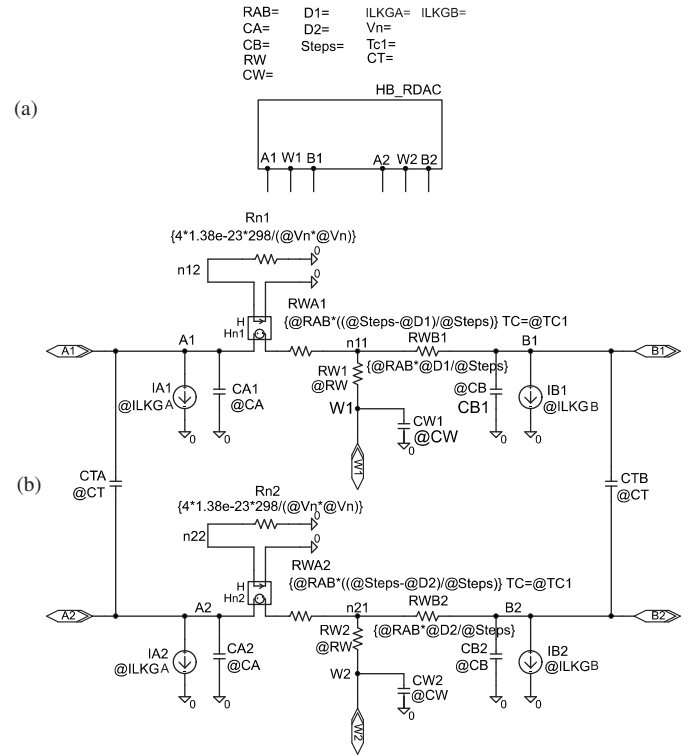 RAB= D1= ILKGA= ILKGB=
CA= D2= Vn=
CB= Steps= Tc1=
RW CT=
CW=
(a)
HB_RDAC
A1 W1 B1 A2 W2 B2
Rn1
{4*1.38e-23*298/(@Vn*@Vn)}
0
n12
0
H
Hn1
RWA1
{@RAB*((@Steps-@D1)/@Steps)} TC=@TC1
A1 A1 n11 RWB1 B1 B1
{@RAB*@D1/@Steps}
IA1
@ILKGA
CA1
@CA
RW1
@RW
@CB
CB1
IB1
@ILKGB
W1
CW1
@CW
0 0 0 0 0
W1
(b)
CTA
@CT
CTB
@CT
Rn2
{4*1.38e-23*298/(@Vn*@Vn)}
0
n22
0
H
Hn2
RWA2
{@RAB*((@Steps-@D2)/@Steps)} TC=@TC1
A2 A2 n21 RWB2 B2 B2
{@RAB*@D2/@Steps}
IA2
@ILKGA
CA2
@CA
RW2
@RW
CB2
@CB
IB2
@ILKGB
W2
CW2
@CW
0 0 0 0 0
W2